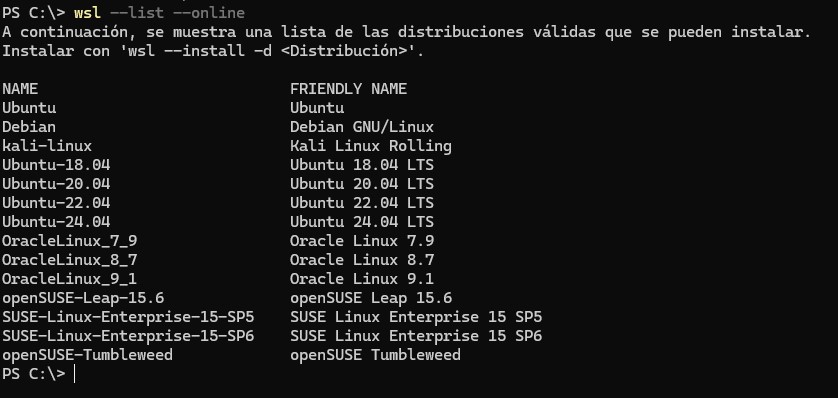 PS C:\> wsl --list --online
A continuación, se muestra una lista de las distribuciones válidas que se pueden instalar.
Instalar con 'wsl --install -d <Distribución>'.

NAME                            FRIENDLY NAME
Ubuntu                          Ubuntu
Debian                          Debian GNU/Linux
kali-linux                      Kali Linux Rolling
Ubuntu-18.04                    Ubuntu 18.04 LTS
Ubuntu-20.04                    Ubuntu 20.04 LTS
Ubuntu-22.04                    Ubuntu 22.04 LTS
Ubuntu-24.04                    Ubuntu 24.04 LTS
OracleLinux_7_9                 Oracle Linux 7.9
OracleLinux_8_7                 Oracle Linux 8.7
OracleLinux_9_1                 Oracle Linux 9.1
openSUSE-Leap-15.6              openSUSE Leap 15.6
SUSE-Linux-Enterprise-15-SP5    SUSE Linux Enterprise 15 SP5
SUSE-Linux-Enterprise-15-SP6    SUSE Linux Enterprise 15 SP6
openSUSE-Tumbleweed             openSUSE Tumbleweed
PS C:\>